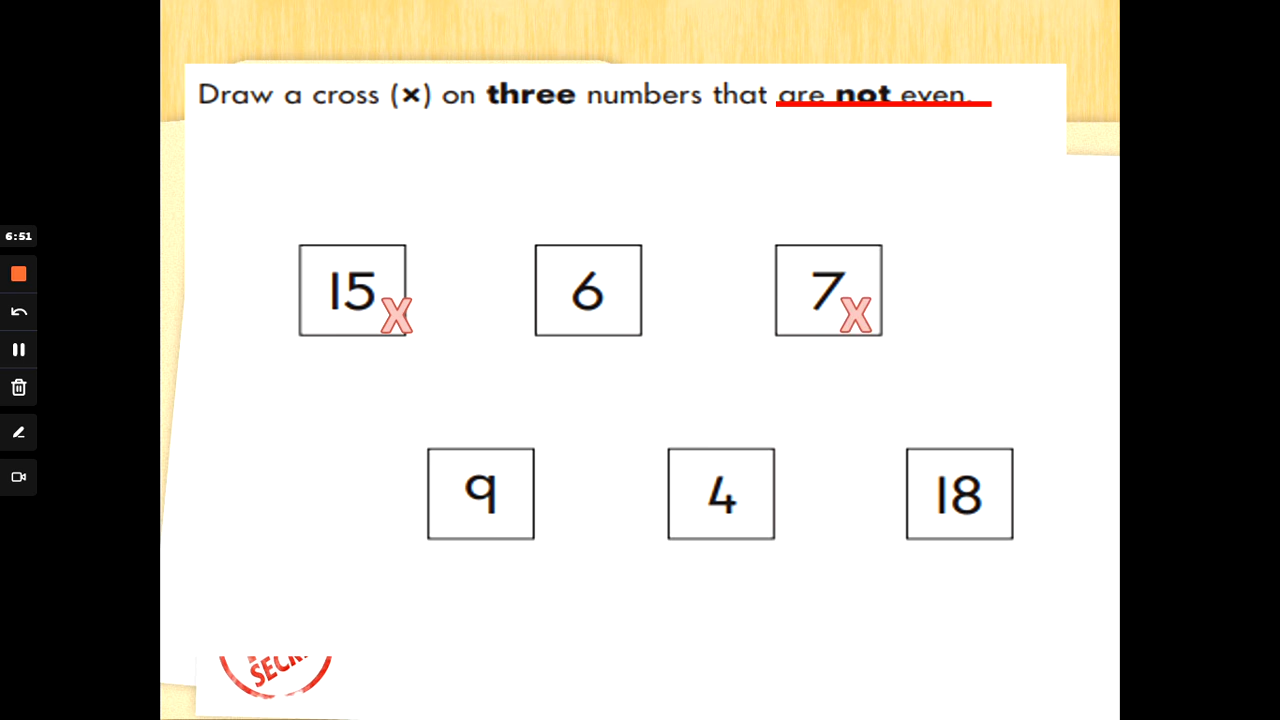 Draw a cross (×) on three numbers that are not even.
15 X 6 7 X
9 4 18
6:51